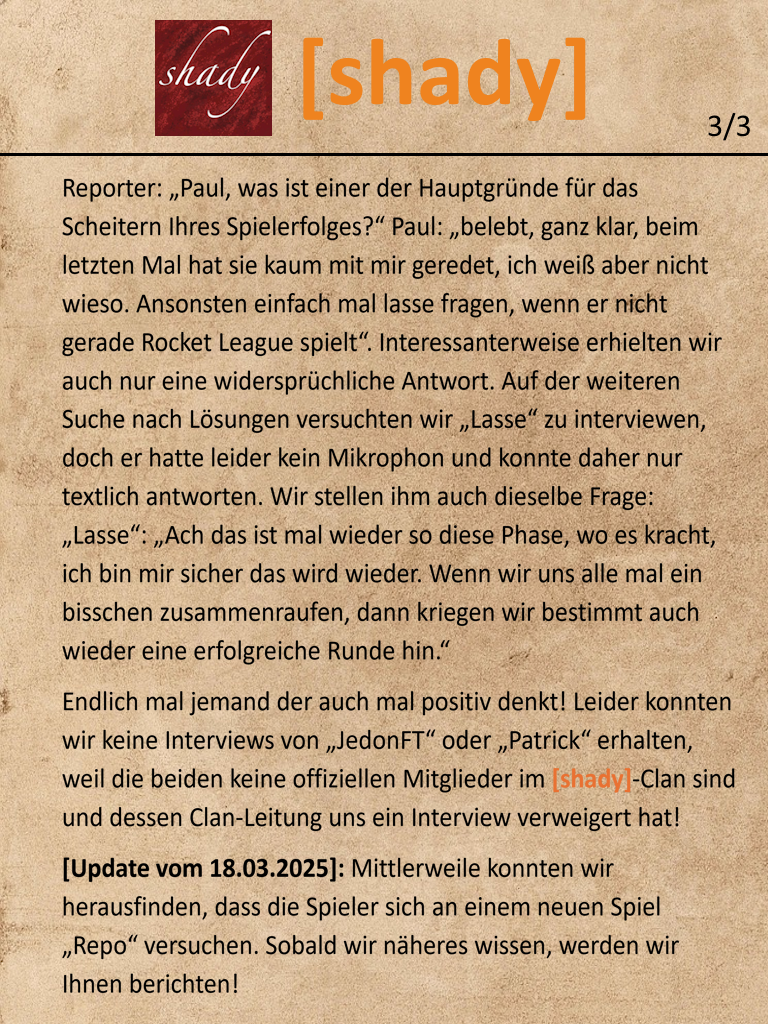 shady
[shady]
3/3
Reporter: „Paul, was ist einer der Hauptgründe für das
Scheitern Ihres Spielerfolges?“ Paul: „belebt, ganz klar, beim
letzten Mal hat sie kaum mit mir geredet, ich weiß aber nicht
wieso. Ansonsten einfach mal lasse fragen, wenn er nicht
gerade Rocket League spielt“. Interessanterweise erhielten wir
auch nur eine widersprüchliche Antwort. Auf der weiteren
Suche nach Lösungen versuchten wir „Lasse“ zu interviewen,
doch er hatte leider kein Mikrophon und konnte daher nur
textlich antworten. Wir stellen ihm auch dieselbe Frage:
„Lasse“: „Ach das ist mal wieder so diese Phase, wo es kracht,
ich bin mir sicher das wird wieder. Wenn wir uns alle mal ein
bisschen zusammenraufen, dann kriegen wir bestimmt auch
wieder eine erfolgreiche Runde hin.“
Endlich mal jemand der auch mal positiv denkt! Leider konnten
wir keine Interviews von „JedonFT“ oder „Patrick“ erhalten,
weil die beiden keine offiziellen Mitglieder im [shady]-Clan sind
und dessen Clan-Leitung uns ein Interview verweigert hat!
[Update vom 18.03.2025]: Mittlerweile konnten wir
herausfinden, dass die Spieler sich an einem neuen Spiel
„Repo“ versuchen. Sobald wir näheres wissen, werden wir
Ihnen berichten!